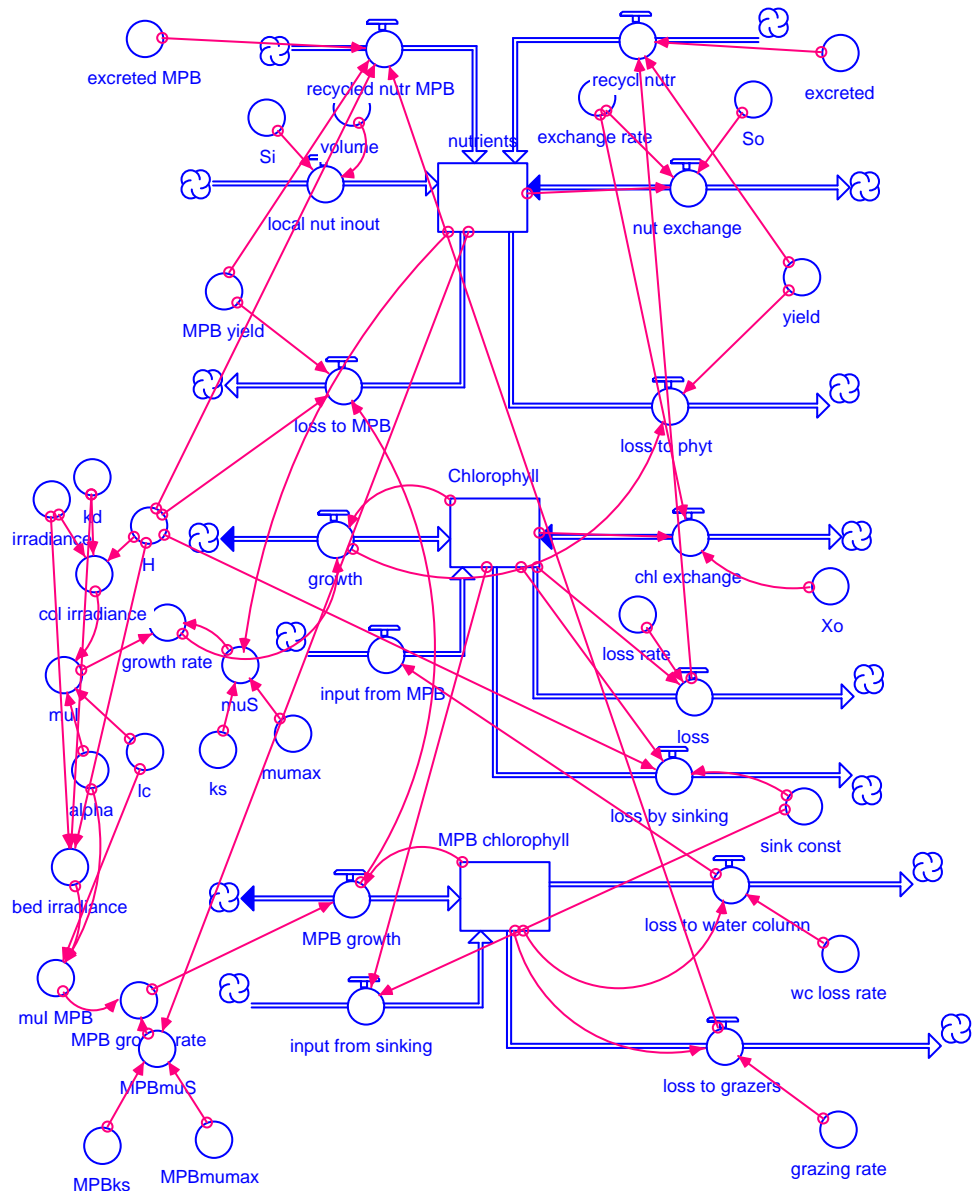 excreted MPB
recycled nutr MPB
recycl nutr
excreted
Si
volume
nutrients
exchange rate
So
local nut inout
nut exchange
MPB yield
yield
loss to MPB
loss to phyt
Chlorophyll
kd
irradiance
H
growth
chl exchange
col irradiance
Xo
growth rate
loss rate
muS
input from MPB
muI
loss
ks
mumax
Ic
alpha
loss by sinking
sink const
MPB chlorophyll
bed irradiance
MPB growth
loss to water column
wc loss rate
muI MPB
MPB growth rate
input from sinking
MPBmuS
loss to grazers
MPBks
MPBmumax
grazing rate